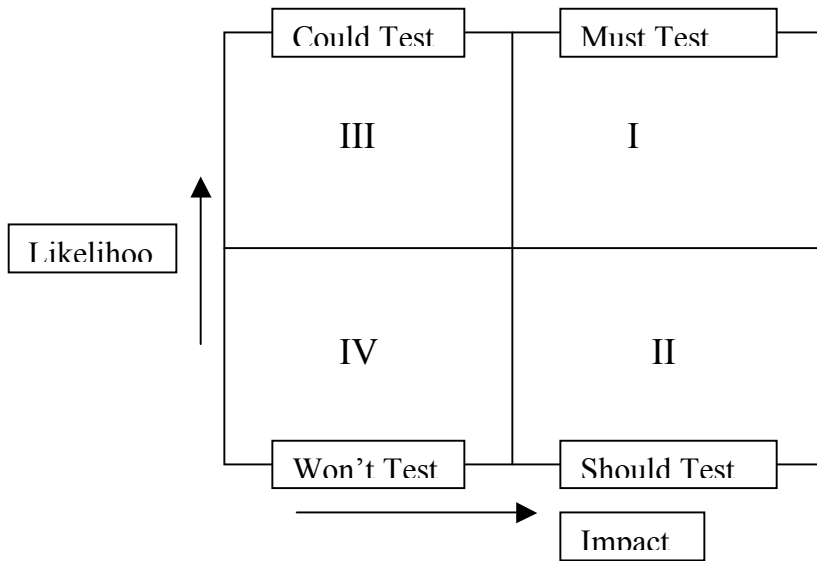 Could Test
Must Test
III
I
Likelihoo
IV
II
Won’t Test
Should Test
Impact